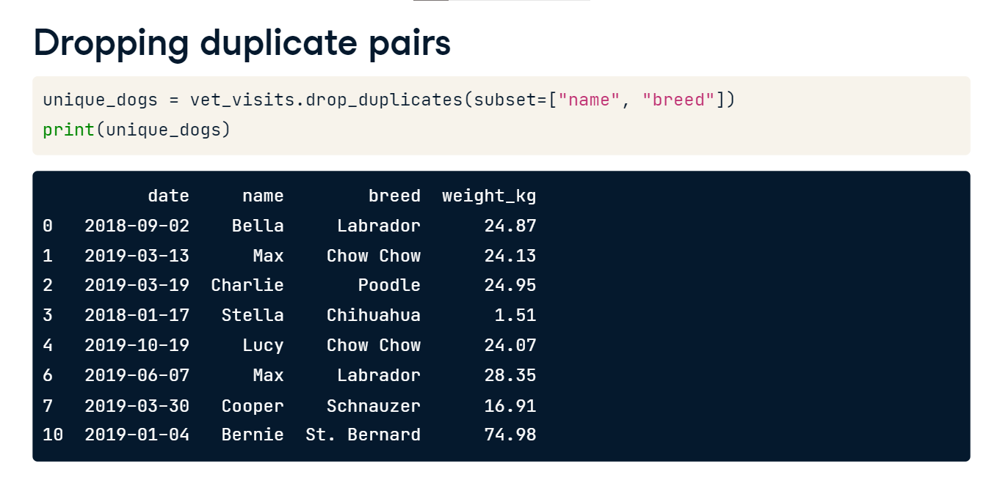 Dropping duplicate pairs
unique_dogs = vet_visits.drop_duplicates(subset=["name", "breed"])
print(unique_dogs)
date name breed weight_kg
0 2018-09-02 Bella Labrador 24.87
1 2019-03-13 Max Chow Chow 24.13
2 2019-03-19 Charlie Poodle 24.95
3 2018-01-17 Stella Chihuahua 1.51
4 2019-10-19 Lucy Chow Chow 24.07
6 2019-06-07 Max Labrador 28.35
7 2019-03-30 Cooper Schnauzer 16.91
10 2019-01-04 Bernie St. Bernard 74.98